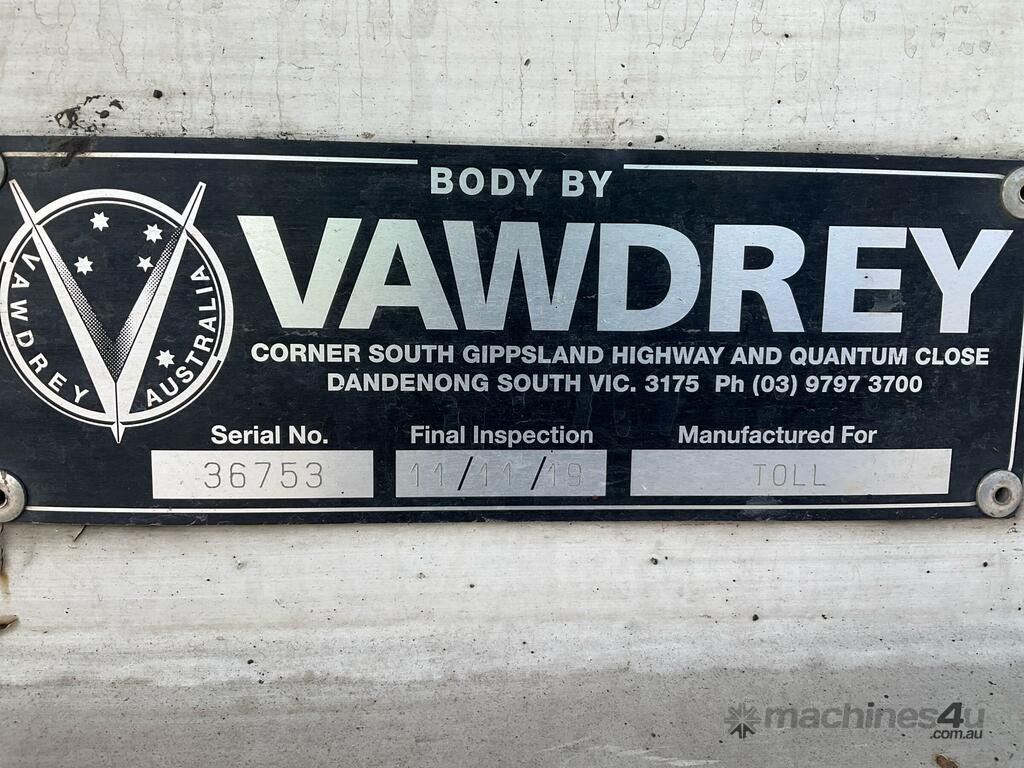 BODY BY
VAWDREY
VAWDREY AUSTRALIA
CORNER SOUTH GIPPSLAND HIGHWAY AND QUANTUM CLOSE
DANDENONG SOUTH VIC. 3175 Ph (03) 9797 3700
Serial No. Final Inspection Manufactured For
36753 11/11/19 TOLL
machines4u
.com.au